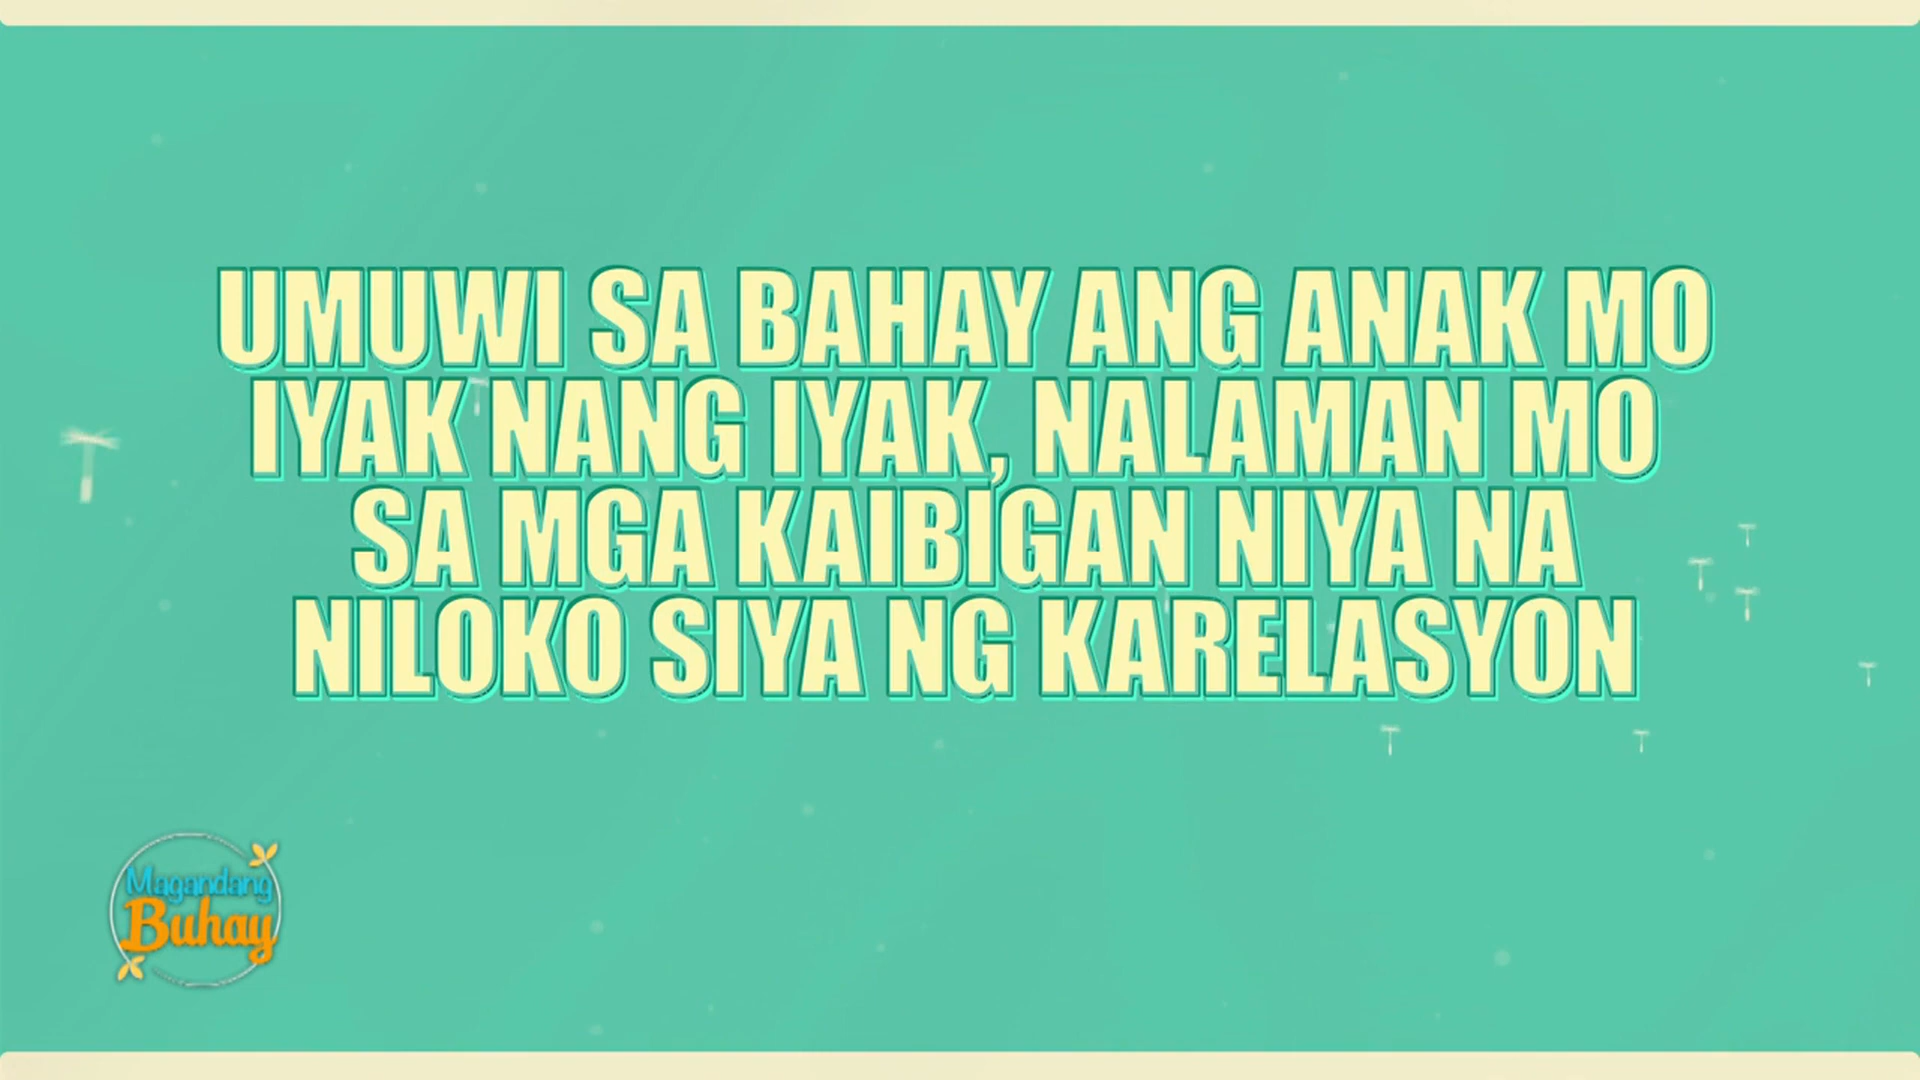 UMUWI SA BAHAY ANG ANAK MO
IYAK NANG IYAK, NALAMAN MO
SA MGA KAIBIGAN NIYA NA
NILOKO SIYA NG KARELASYON
Magandang
Buhay